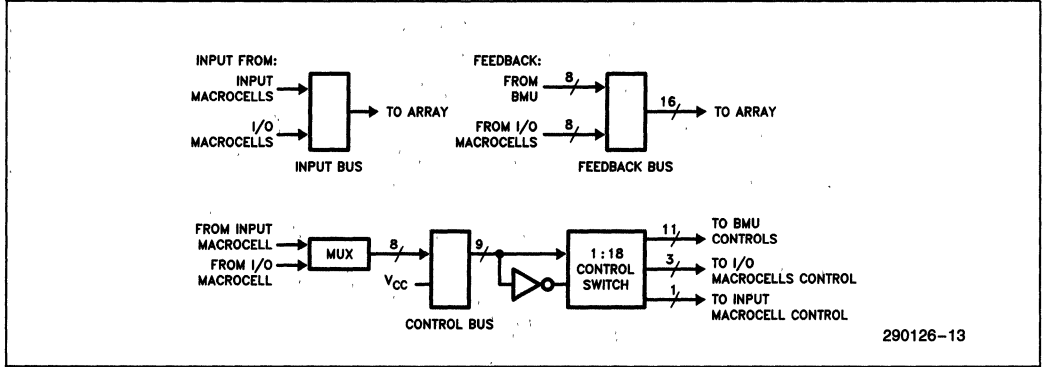 INPUT FROM:
INPUT
MACROCELLS
I/O
MACROCELLS
TO ARRAY
INPUT BUS
FEEDBACK:
FROM
BMU
8
FROM I/O
MACROCELLS
8
16
TO ARRAY
FEEDBACK BUS
FROM INPUT
MACROCELL
FROM I/O
MACROCELL
MUX
8
VCC
CONTROL BUS
9
1:18
CONTROL
SWITCH
11
TO BMU
CONTROLS
3
TO I/O
MACROCELLS CONTROL
1
TO INPUT
MACROCELL CONTROL
290126-13